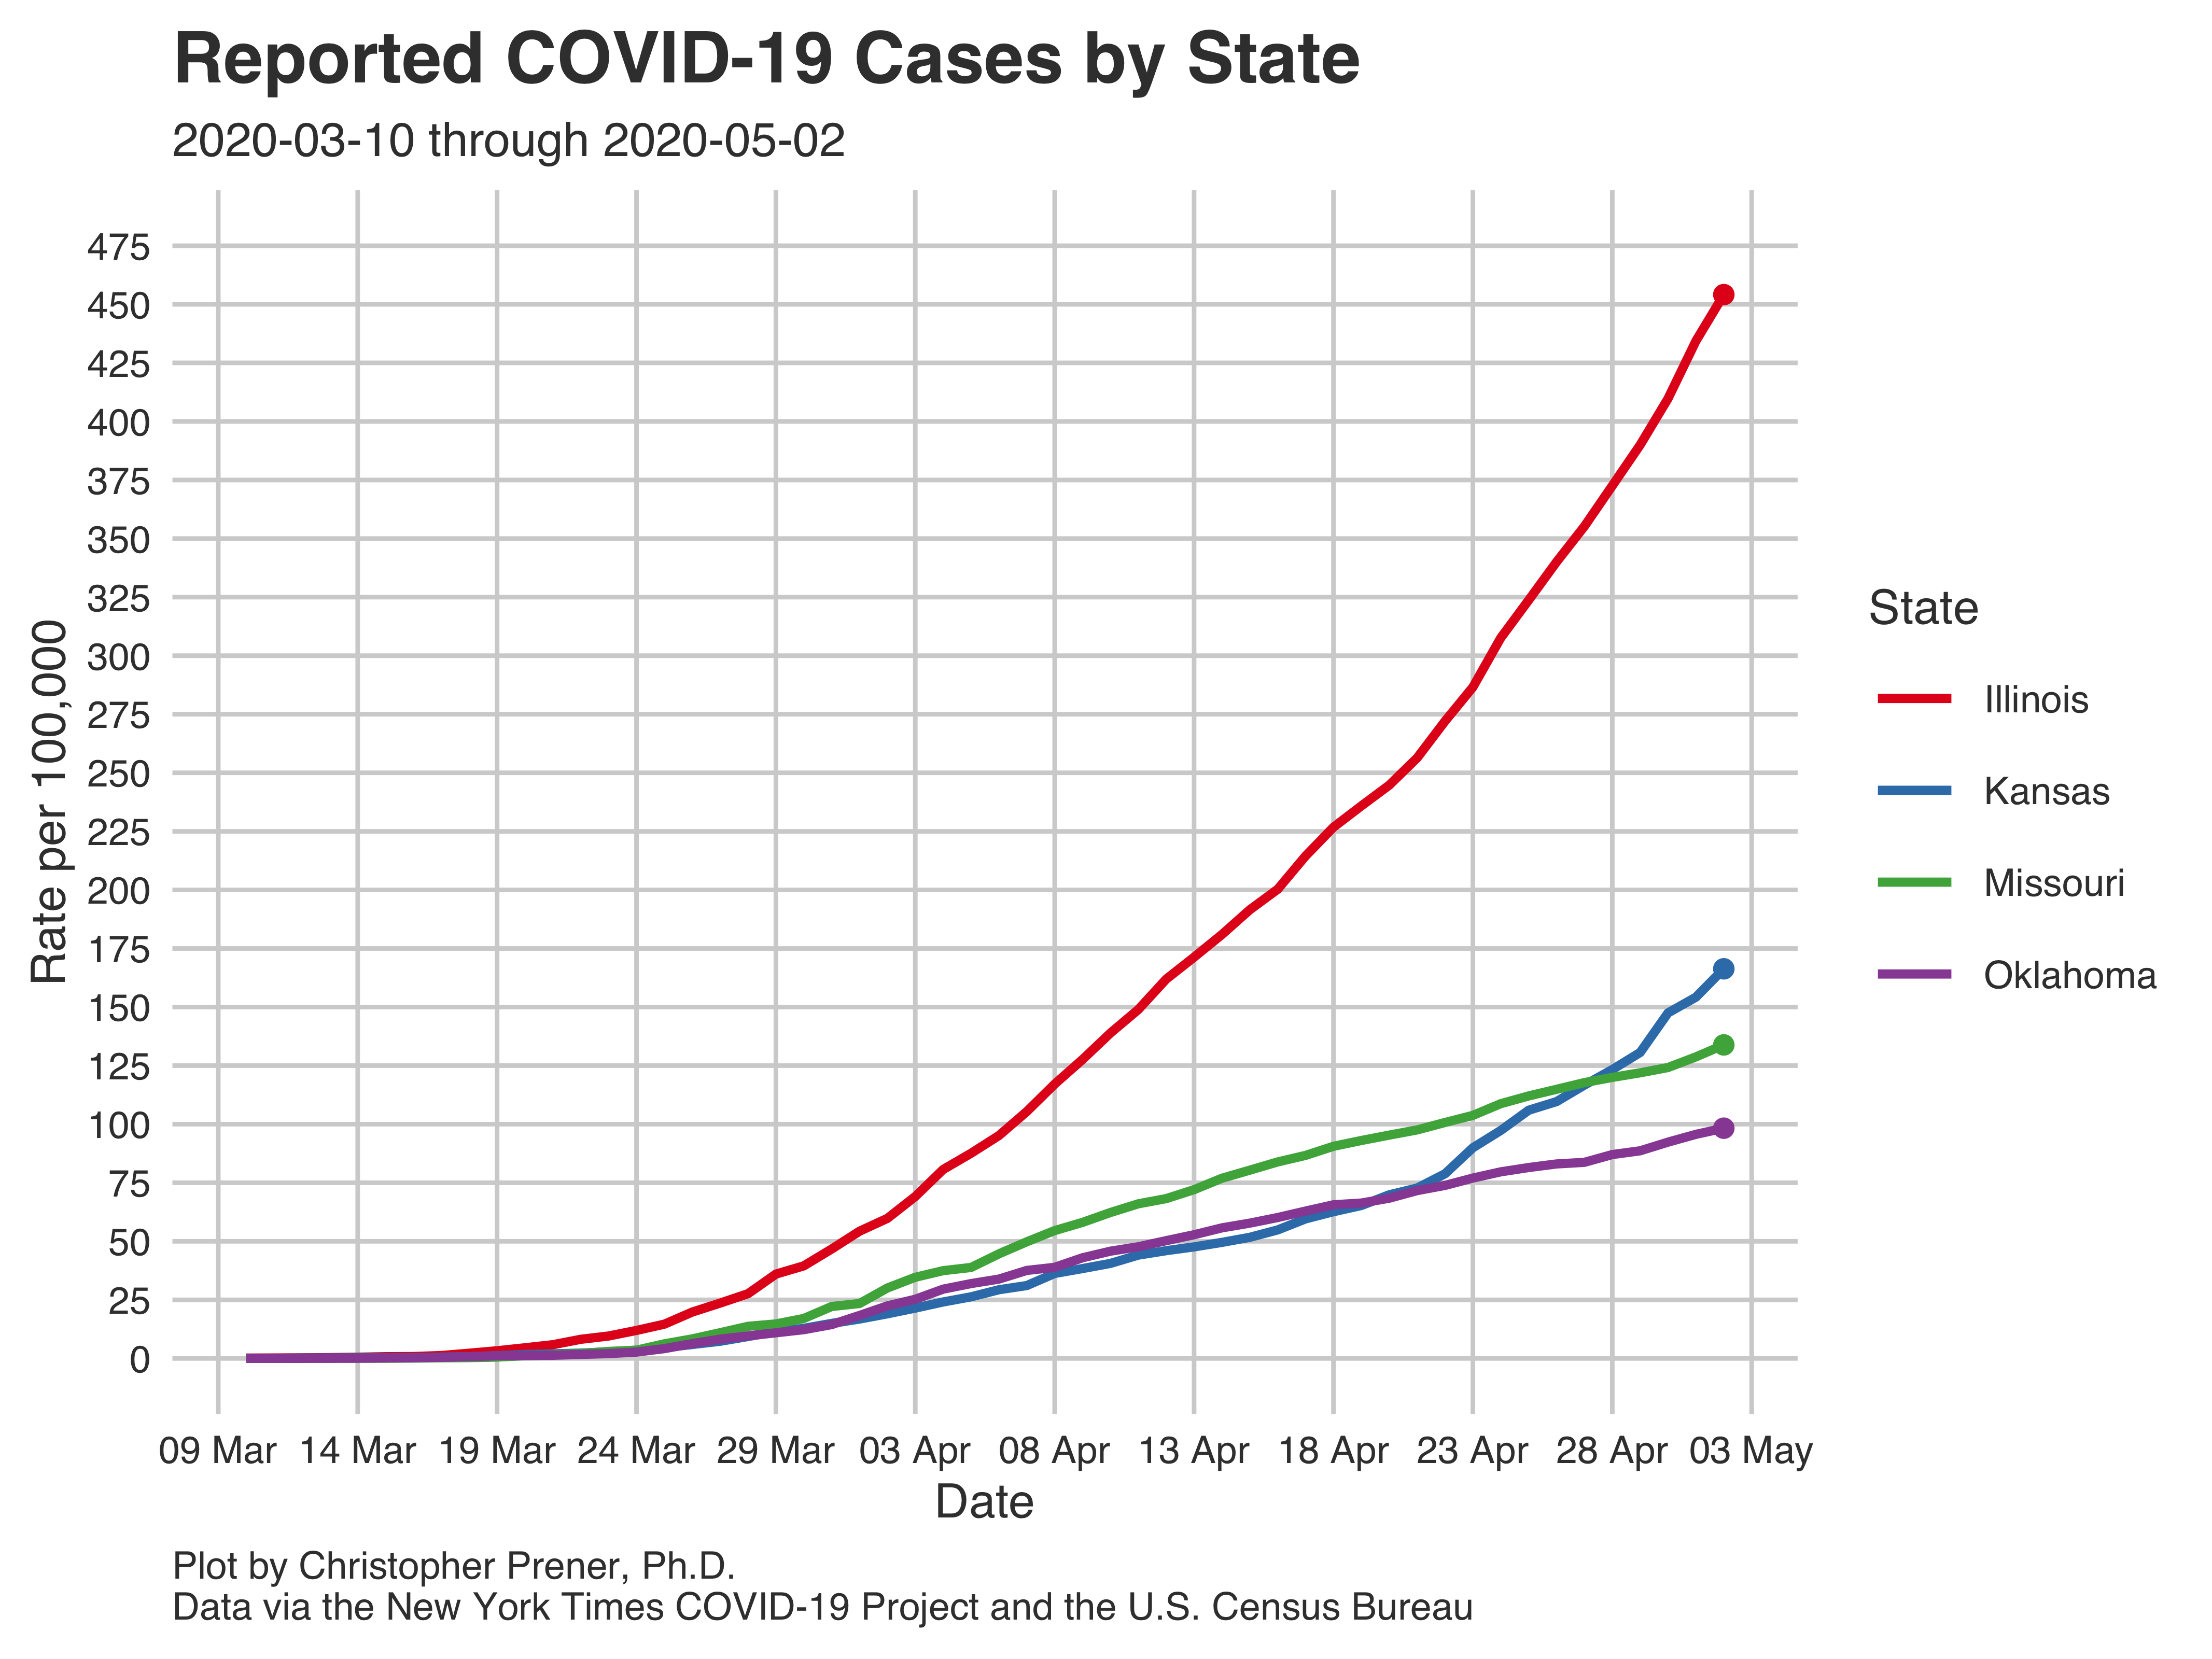 Reported COVID-19 Cases by State
2020-03-10 through 2020-05-02
475
450
425
400
375
350
325
300
275
250
225
200
175
150
125
100
75
50
25
0
Rate per 100,000
09 Mar 14 Mar 19 Mar 24 Mar 29 Mar 03 Apr 08 Apr 13 Apr 18 Apr 23 Apr 28 Apr 03 May
Date
State
Illinois
Kansas
Missouri
Oklahoma
Plot by Christopher Prener, Ph.D.
Data via the New York Times COVID-19 Project and the U.S. Census Bureau